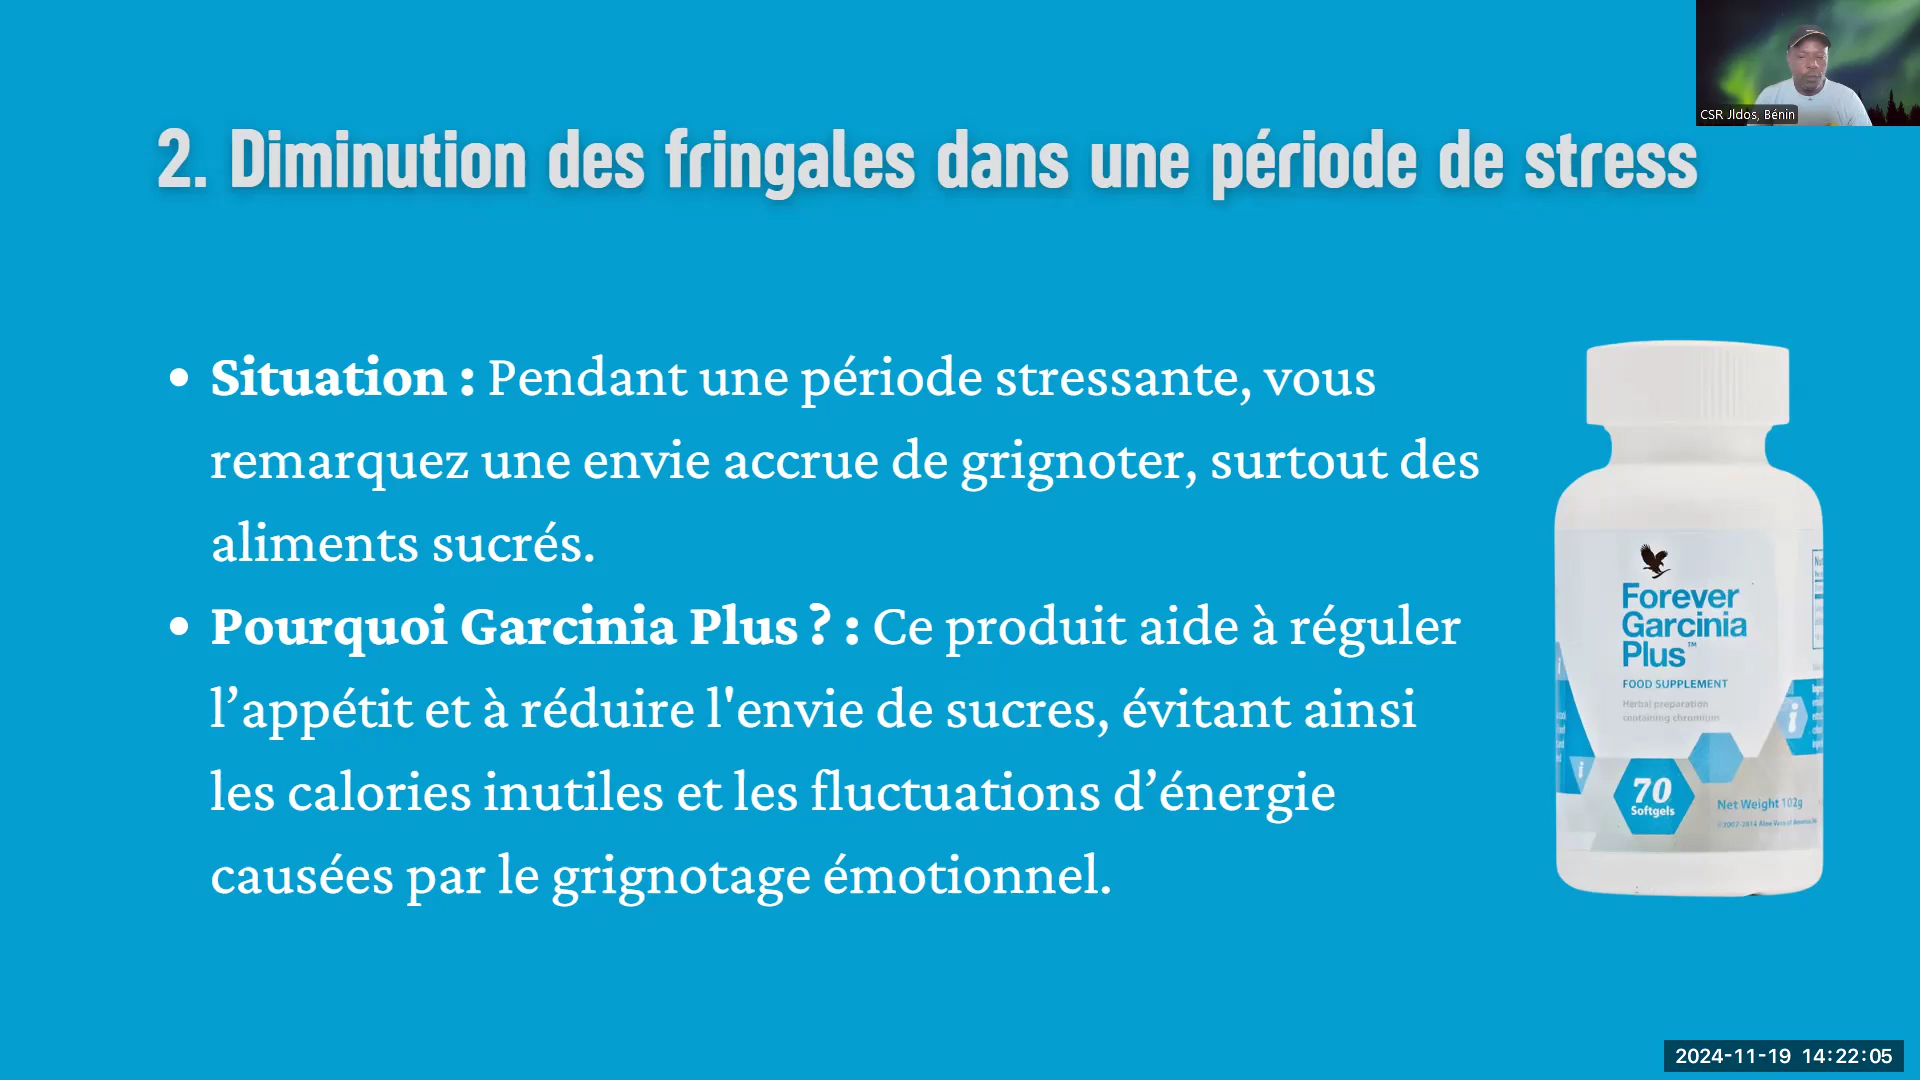 CSR Jldos, Bénin
2. Diminution des fringales dans une période de stress
• Situation : Pendant une période stressante, vous
remarquez une envie accrue de grignoter, surtout des
aliments sucrés.
• Pourquoi Garcinia Plus ? : Ce produit aide à réguler
l’appétit et à réduire l'envie de sucres, évitant ainsi
les calories inutiles et les fluctuations d’énergie
causées par le grignotage émotionnel.
Forever
Garcinia
Plus™
FOOD SUPPLEMENT
Herbal preparation
containing chromium
70
Softgels
Net Weight 102g
2024-11-19 14:22:05